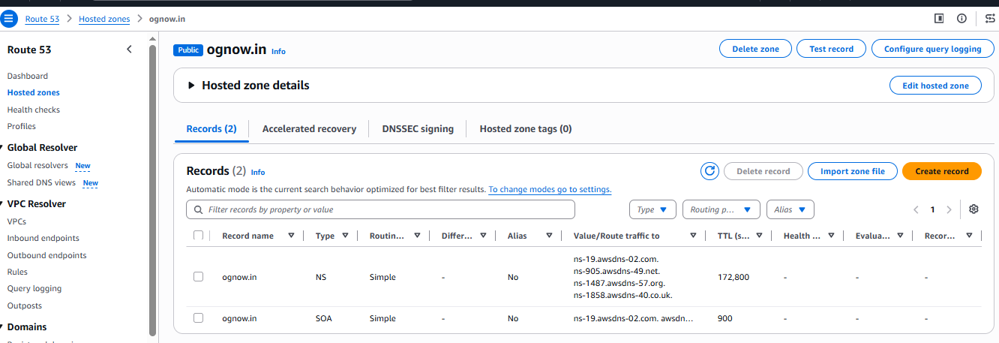 Route 53 > Hosted zones > ognow.in
Route 53
Dashboard
Hosted zones
Health checks
Profiles
Global Resolver
Global resolvers New
Shared DNS views New
VPC Resolver
VPCs
Inbound endpoints
Outbound endpoints
Rules
Query logging
Outposts
Domains
Public ognow.in Info
Delete zone
Test record
Configure query logging
Hosted zone details
Edit hosted zone
Records (2)
Accelerated recovery
DNSSEC signing
Hosted zone tags (0)
Records (2) Info
Delete record
Import zone file
Create record
Automatic mode is the current search behavior optimized for best filter results. To change modes go to settings.
Filter records by property or value
Type
Routing p...
Alias
1
Record name Type Routin... Differ... Alias Value/Route traffic to TTL (s... Health ... Evalua... Recor...
ognow.in NS Simple - No ns-19.awsdns-02.com. 172,800 - - -
ns-905.awsdns-49.net.
ns-1487.awsdns-57.org.
ns-1858.awsdns-40.co.uk.
ognow.in SOA Simple - No ns-19.awsdns-02.com. awsdn... 900 - - -